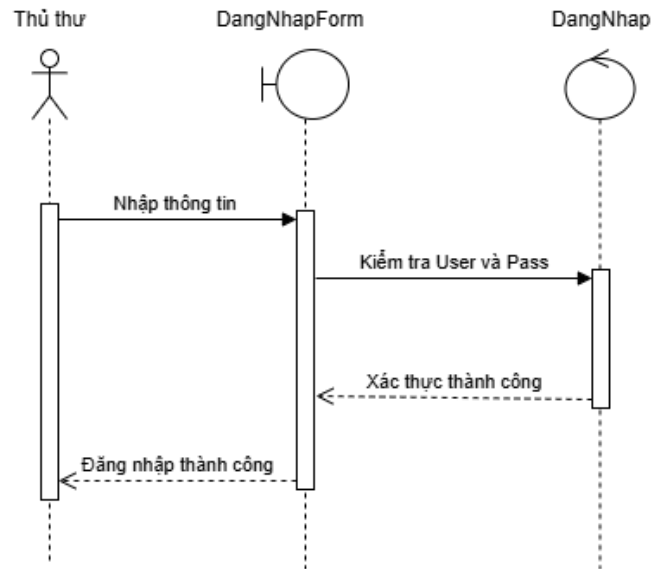 Thủ thư
DangNhapForm
DangNhap
Nhập thông tin
Kiểm tra User và Pass
Xác thực thành công
Đăng nhập thành công